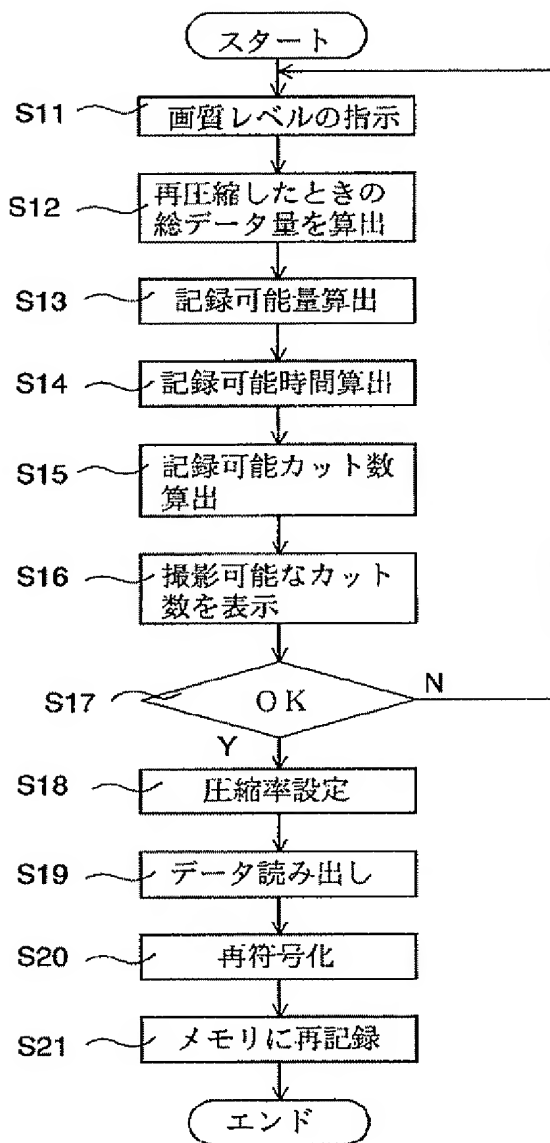 スタート
S11
画質レベルの指示
S12
再圧縮したときの
総データ量を算出
S13
記録可能量算出
S14
記録可能時間算出
S15
記録可能カット数
算出
S16
撮影可能なカット
数を表示
S17
OK
N
Y
S18
圧縮率設定
S19
データ読み出し
S20
再符号化
S21
メモリに再記録
エンド